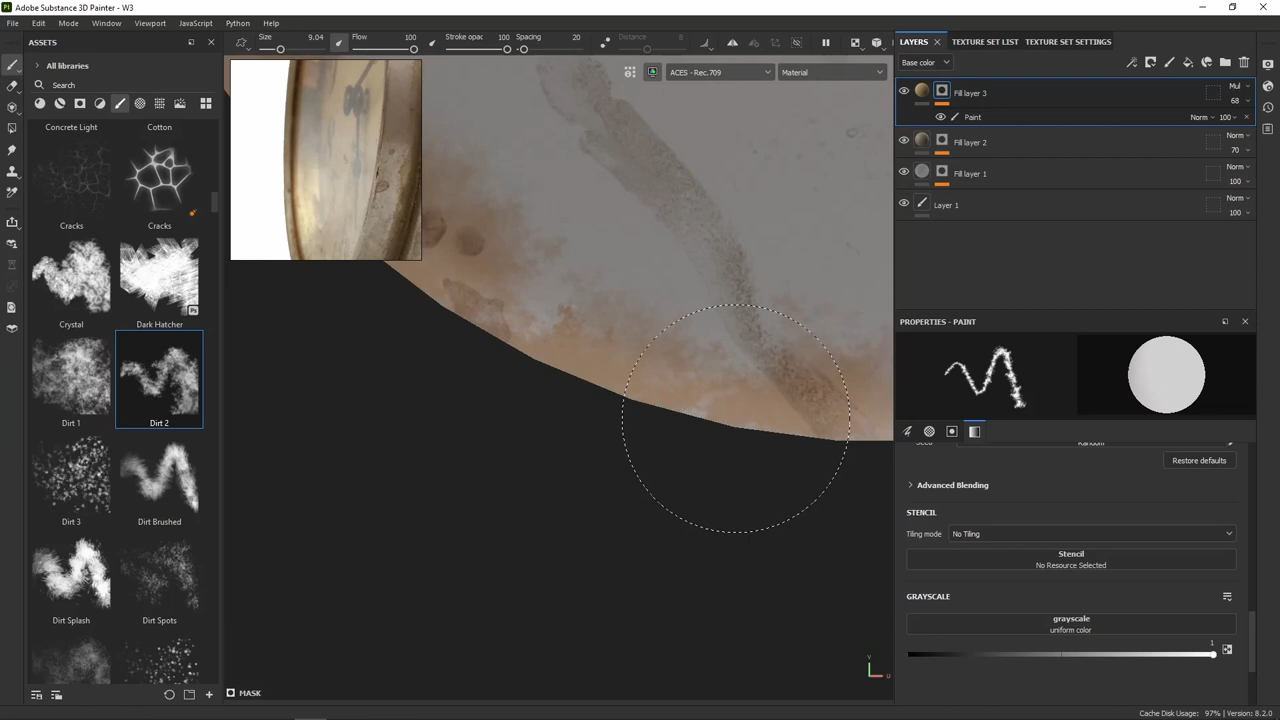 Adobe Substance 3D Painter - W3
File Edit Mode Window Viewport JavaScript Python Help
ASSETS
Size 9.04 Flow 100 Stroke opa... 100 Spacing 20 Distance 8
LAYERS TEXTURE SET LIST TEXTURE SET SETTINGS
All libraries
Search
ACES - Rec.709
Material
Base color
Fill layer 3
Mul
68
Paint
Norm 100
Fill layer 2
Norm
70
Fill layer 1
Norm
100
Layer 1
Norm
100
Concrete Light Cotton
Cracks Cracks
Crystal Dark Hatcher
Dirt 1 Dirt 2
Dirt 3 Dirt Brushed
Dirt Splash Dirt Spots
PROPERTIES - PAINT
Seed Random
Restore defaults
Advanced Blending
STENCIL
Tiling mode No Tiling
Stencil
No Resource Selected
GRAYSCALE
grayscale
uniform color
1
V
U
MASK
Cache Disk Usage: 97% | Version: 8.2.0